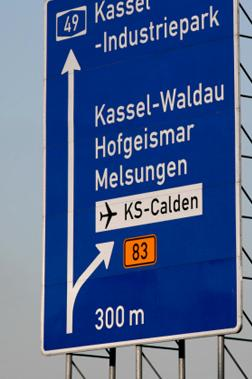 49
Kassel
-Industriepark
Kassel-Waldau
Hofgeismar
Melsungen
KS-Calden
83
300 m